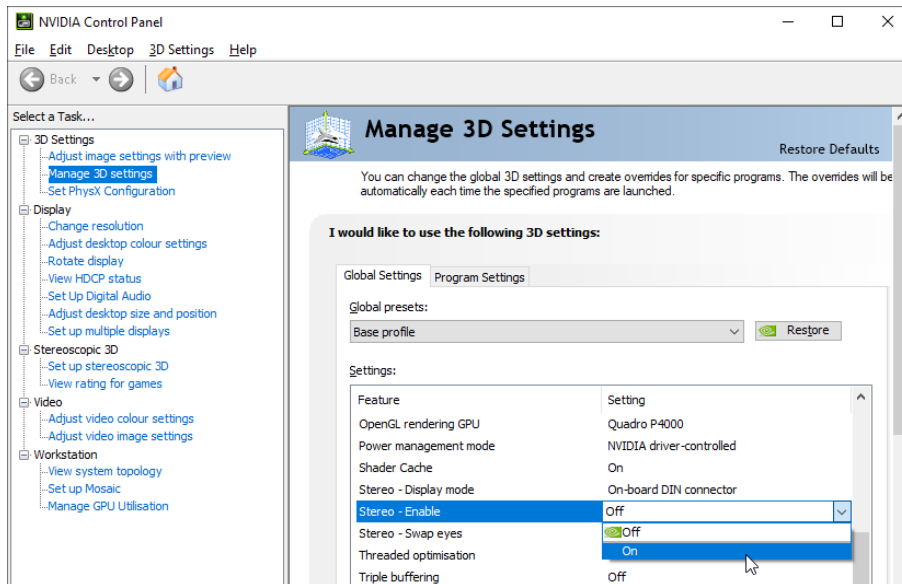 NVIDIA Control Panel
File Edit Desktop 3D Settings Help
Back
Select a Task...
3D Settings
Adjust image settings with preview
Manage 3D settings
Set PhysX Configuration
Display
Change resolution
Adjust desktop colour settings
Rotate display
View HDCP status
Set Up Digital Audio
Adjust desktop size and position
Set up multiple displays
Stereoscopic 3D
Set up stereoscopic 3D
View rating for games
Video
Adjust video colour settings
Adjust video image settings
Workstation
View system topology
Set up Mosaic
Manage GPU Utilisation
Manage 3D Settings
Restore Defaults
You can change the global 3D settings and create overrides for specific programs. The overrides will be
automatically each time the specified programs are launched.
I would like to use the following 3D settings:
Global Settings Program Settings
Global presets:
Base profile Restore
Settings:
Feature Setting
OpenGL rendering GPU Quadro P4000
Power management mode NVIDIA driver-controlled
Shader Cache On
Stereo - Display mode On-board DIN connector
Stereo - Enable Off
Off
Stereo - Swap eyes
On
Threaded optimisation
Triple buffering Off